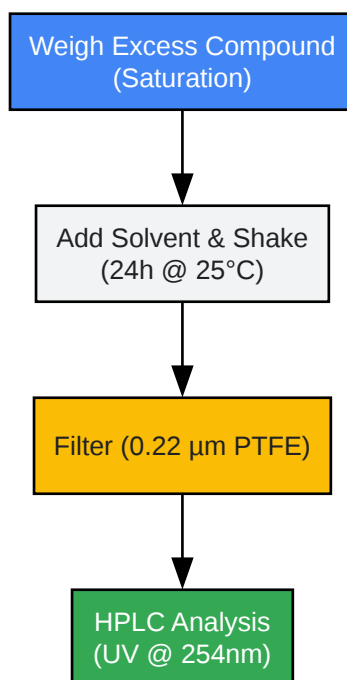 Weigh Excess Compound
(Saturation)
Add Solvent & Shake
(24h @ 25°C)
Filter (0.22 µm PTFE)
HPLC Analysis
(UV @ 254nm)